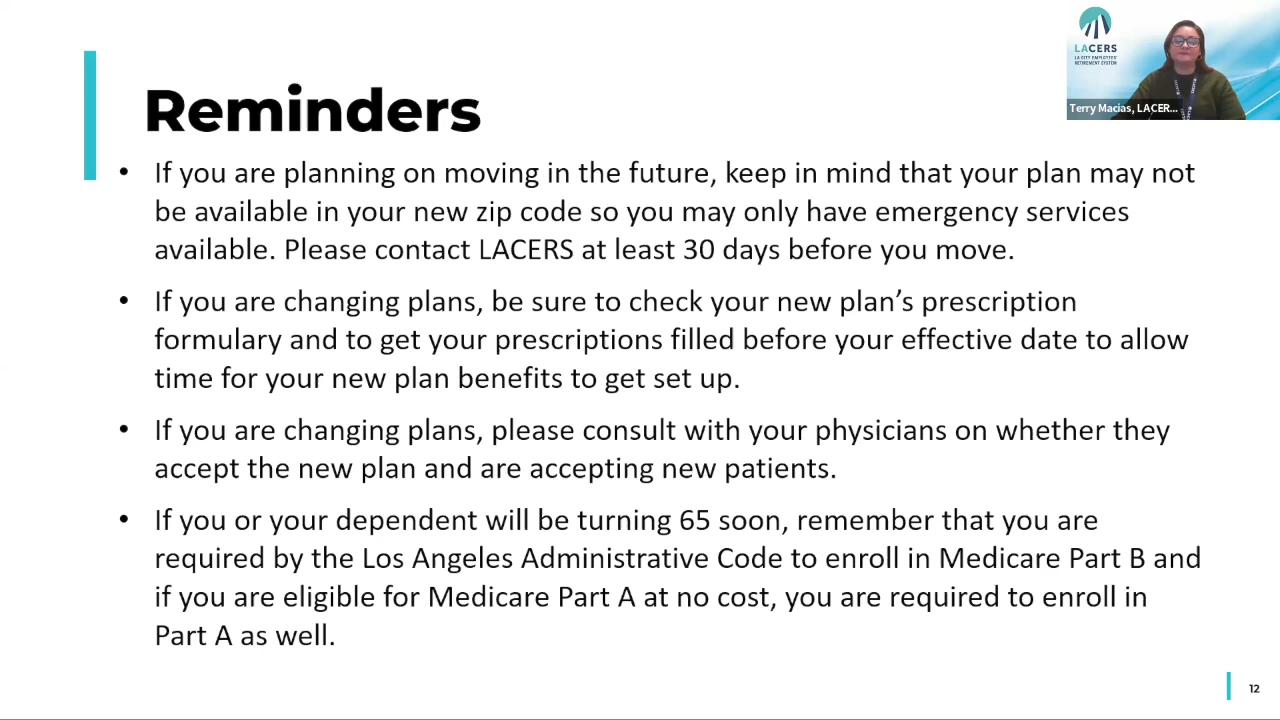 Reminders
• If you are planning on moving in the future, keep in mind that your plan may not
be available in your new zip code so you may only have emergency services
available. Please contact LACERS at least 30 days before you move.
• If you are changing plans, be sure to check your new plan’s prescription
formulary and to get your prescriptions filled before your effective date to allow
time for your new plan benefits to get set up.
• If you are changing plans, please consult with your physicians on whether they
accept the new plan and are accepting new patients.
• If you or your dependent will be turning 65 soon, remember that you are
required by the Los Angeles Administrative Code to enroll in Medicare Part B and
if you are eligible for Medicare Part A at no cost, you are required to enroll in
Part A as well.
LACERS
LA CITY EMPLOYEES'
RETIREMENT SYSTEM
Terry Macias, LACER...
12